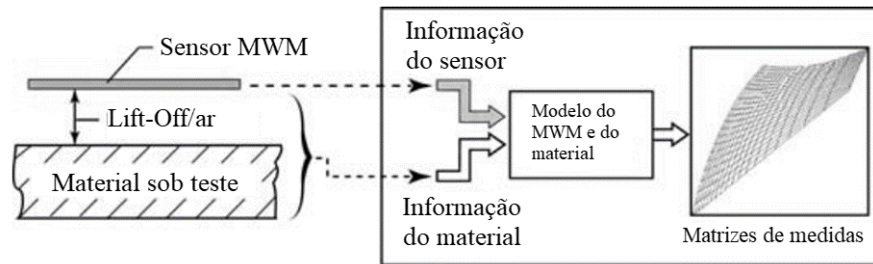 Sensor MWM
Lift-Off/ar
Material sob teste
Informação
do sensor
Modelo do
MWM e do
material
Informação
do material
Matrizes de medidas